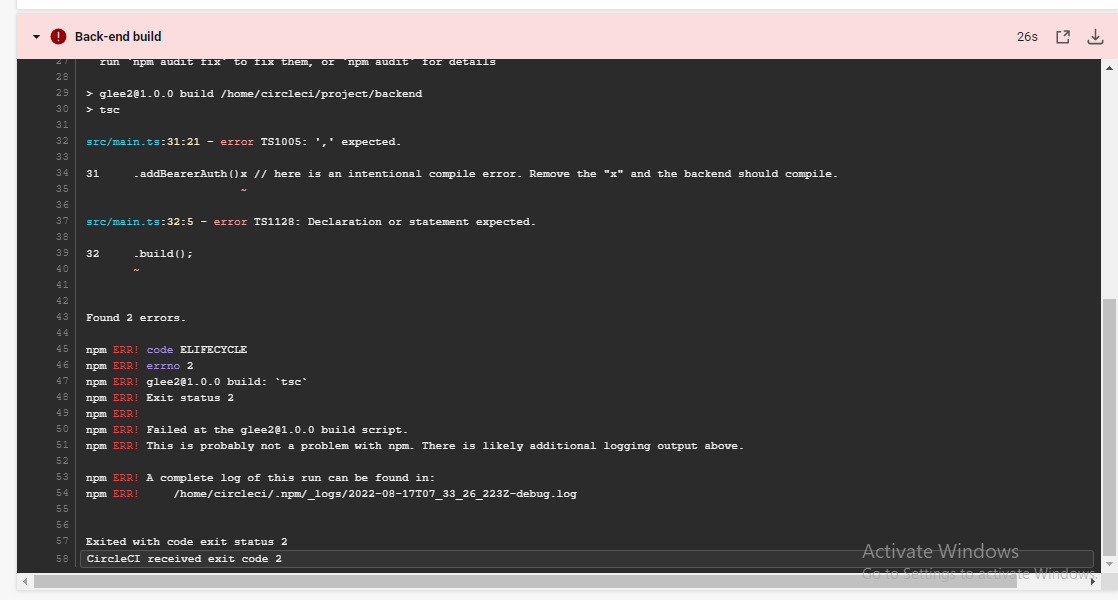 Back-end build
26s
27 run `npm audit fix` to fix them, or `npm audit` for details
28
29 > glee2@1.0.0 build /home/circleci/project/backend
30 > tsc
31
32 src/main.ts:31:21 - error TS1005: ',' expected.
33
34 31     .addBearerAuth()x // here is an intentional compile error. Remove the "x" and the backend should compile.
35                        ~
36
37 src/main.ts:32:5 - error TS1128: Declaration or statement expected.
38
39 32     .build();
40        ~
41
42
43 Found 2 errors.
44
45 npm ERR! code ELIFECYCLE
46 npm ERR! errno 2
47 npm ERR! glee2@1.0.0 build: `tsc`
48 npm ERR! Exit status 2
49 npm ERR!
50 npm ERR! Failed at the glee2@1.0.0 build script.
51 npm ERR! This is probably not a problem with npm. There is likely additional logging output above.
52
53 npm ERR! A complete log of this run can be found in:
54 npm ERR!     /home/circleci/.npm/_logs/2022-08-17T07_33_26_223Z-debug.log
55
56
57 Exited with code exit status 2
58 CircleCI received exit code 2
Activate Windows
Go to Settings to activate Windows.